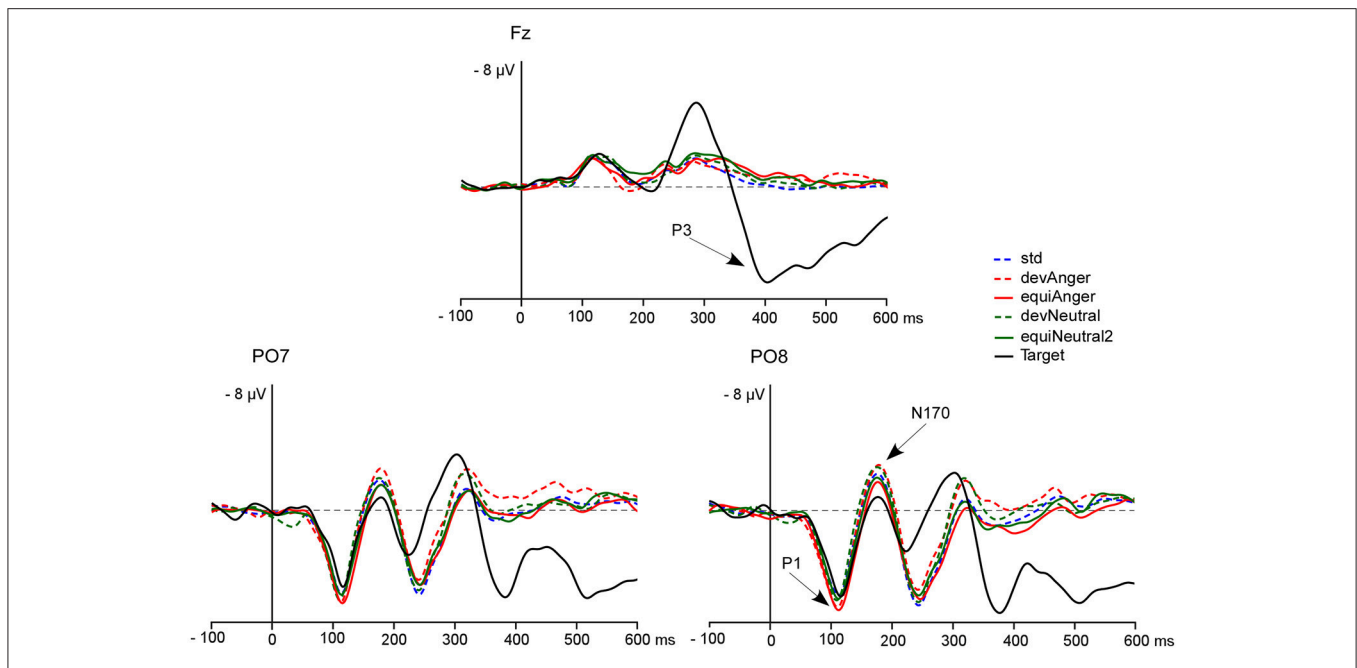 Fz
- 8 µV
P3
- 100 0 100 200 300 400 500 600 ms
std
devAnger
equiAnger
devNeutral
equiNeutral2
Target
PO7
- 8 µV
- 100 0 100 200 300 400 500 600 ms
PO8
- 8 µV
N170
P1
- 100 0 100 200 300 400 500 600 ms